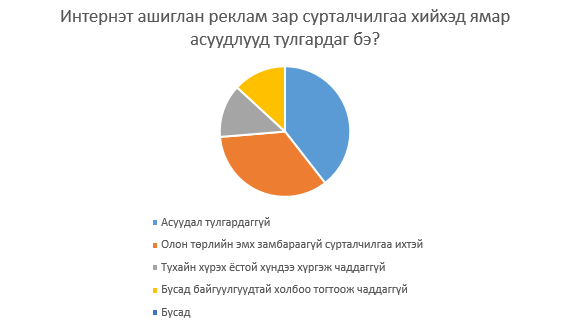 Интернэт ашиглан реклам зар сурталчилгаа хийхэд ямар
асуудлууд тулгардаг бэ?
Асуудал тулгардаггүй
Олон төрлийн эмх замбараагүй сурталчилгаа ихтэй
Тухайн хүрэх ёстой хүндээ хүргэж чаддаггүй
Бусад байгуулгуудтай холбоо тогтоож чаддаггүй
Бусад